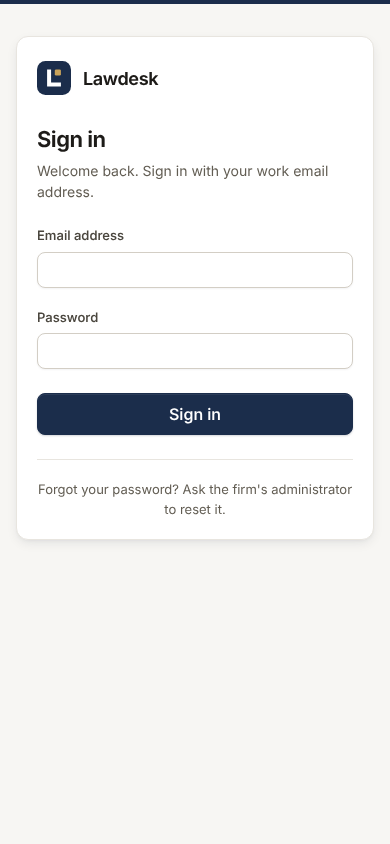 Lawdesk
Sign in
Welcome back. Sign in with your work email
address.
Email address
Password
Sign in
Forgot your password? Ask the firm's administrator
to reset it.